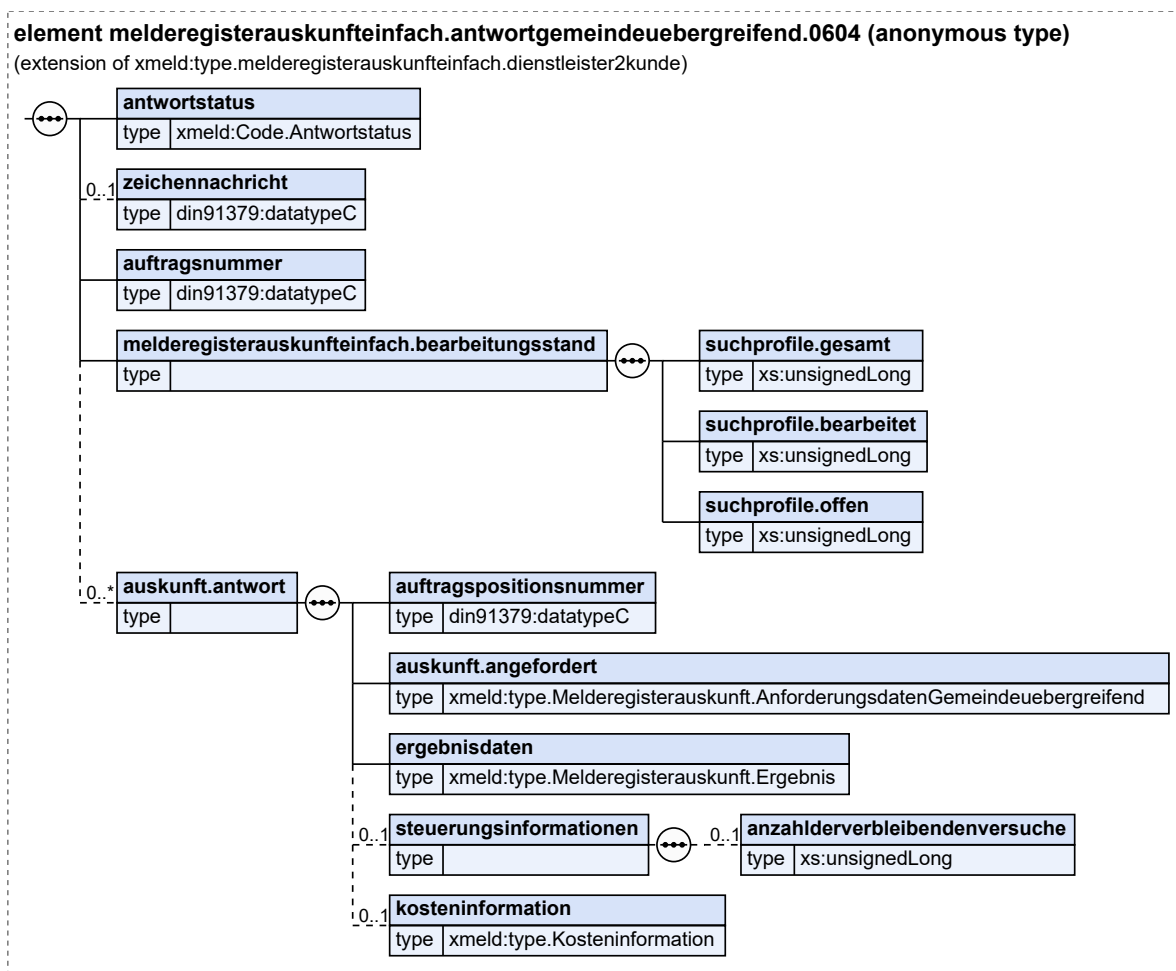 element melderegisterauskunfteinfach.antwortgemeindeuebergreifend.0604 (anonymous type)
(extension of xmeld:type.melderegisterauskunfteinfach.dienstleister2kunde)
antwortstatus
type xmeld:Code.Antwortstatus
0..1 zeichennachricht
type din91379:datatypeC
auftragsnummer
type din91379:datatypeC
melderegisterauskunfteinfach.bearbeitungsstand
type
suchprofile.gesamt
type xs:unsignedLong
suchprofile.bearbeitet
type xs:unsignedLong
suchprofile.offen
type xs:unsignedLong
0..* auskunft.antwort
type
auftragspositionsnummer
type din91379:datatypeC
auskunft.angefordert
type xmeld:type.Melderegisterauskunft.AnforderungsdatenGemeindeuebergreifend
ergebnisdaten
type xmeld:type.Melderegisterauskunft.Ergebnis
0..1 steuerungsinformationen
type
0..1 anzahlderverbleibendenversuche
type xs:unsignedLong
0..1 kosteninformation
type xmeld:type.Kosteninformation